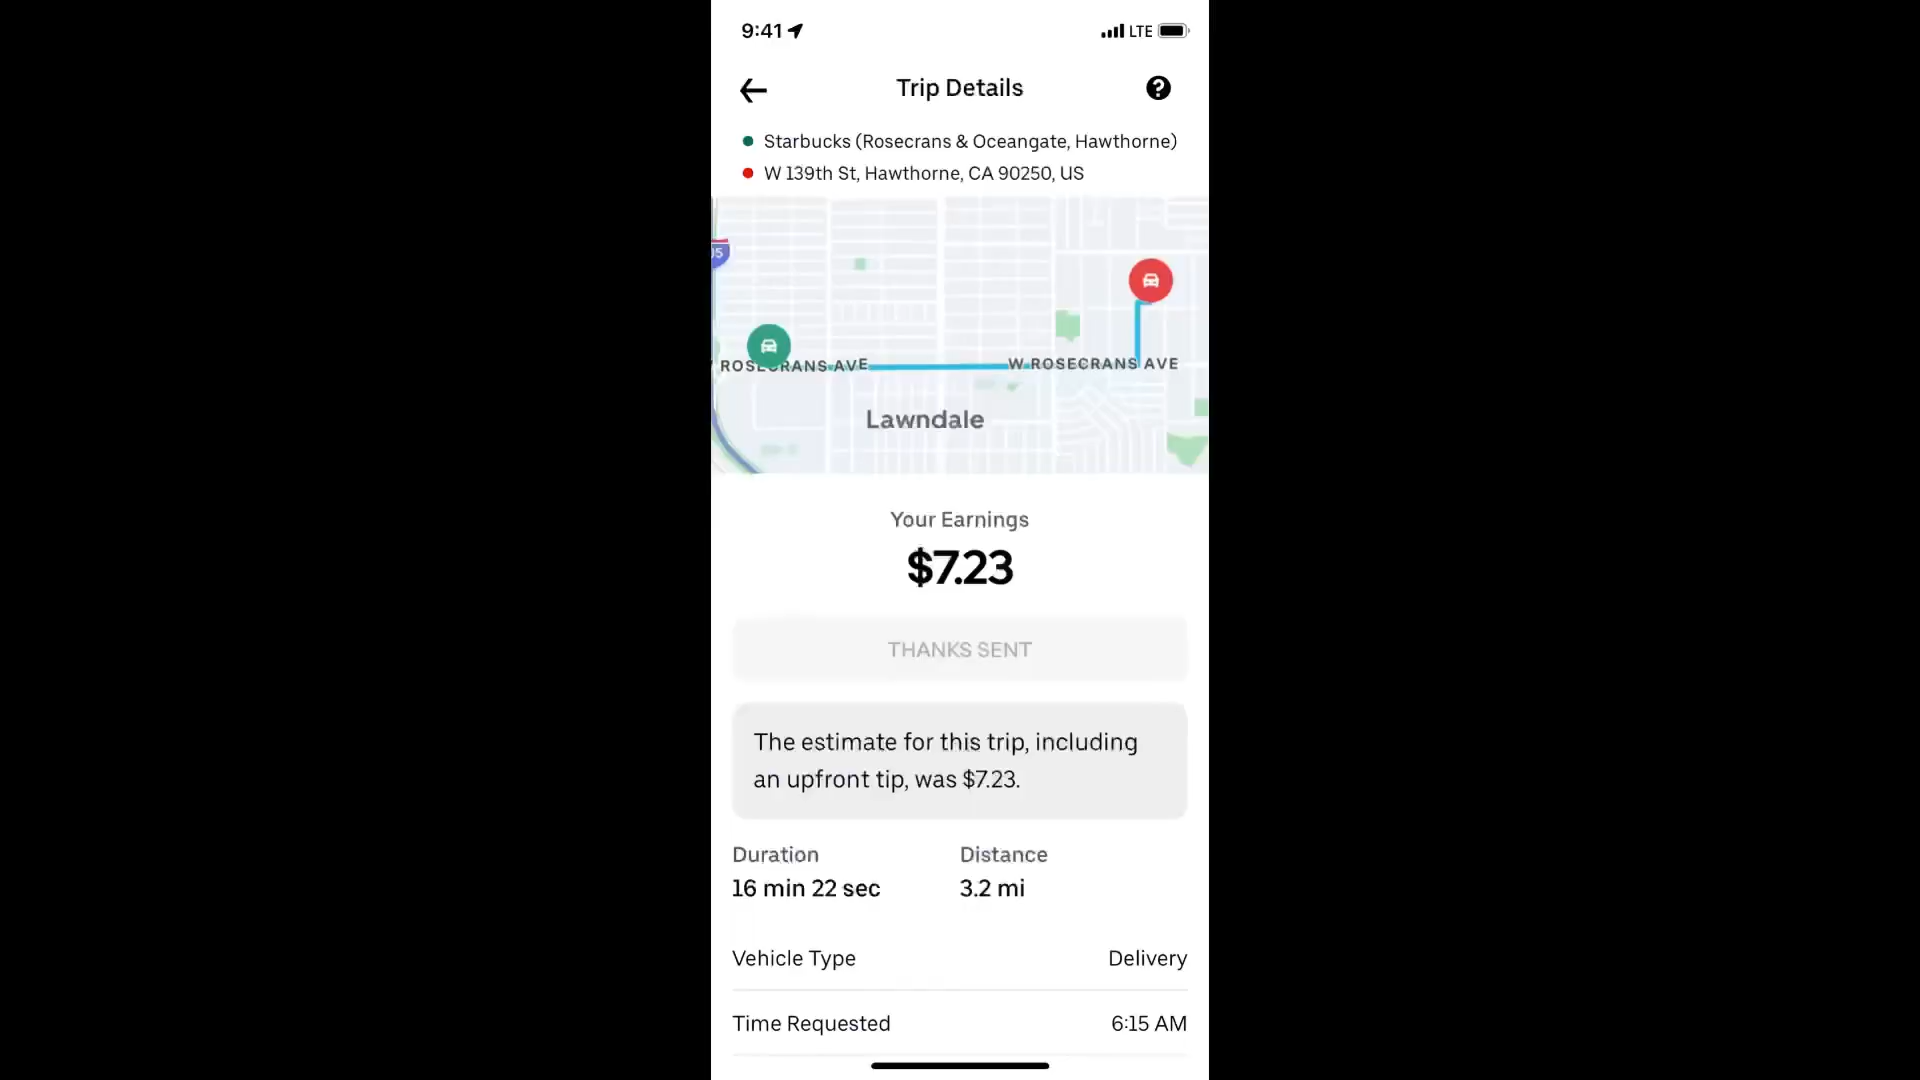 9:41
LTE
Trip Details
?
Starbucks (Rosecrans & Oceangate, Hawthorne)
W 139th St, Hawthorne, CA 90250, US
W ROSECRANS AVE
ROSECRANS AVE
Lawndale
Your Earnings
$7.23
THANKS SENT
The estimate for this trip, including
an upfront tip, was $7.23.
Duration
Distance
16 min 22 sec
3.2 mi
Vehicle Type
Delivery
Time Requested
6:15 AM